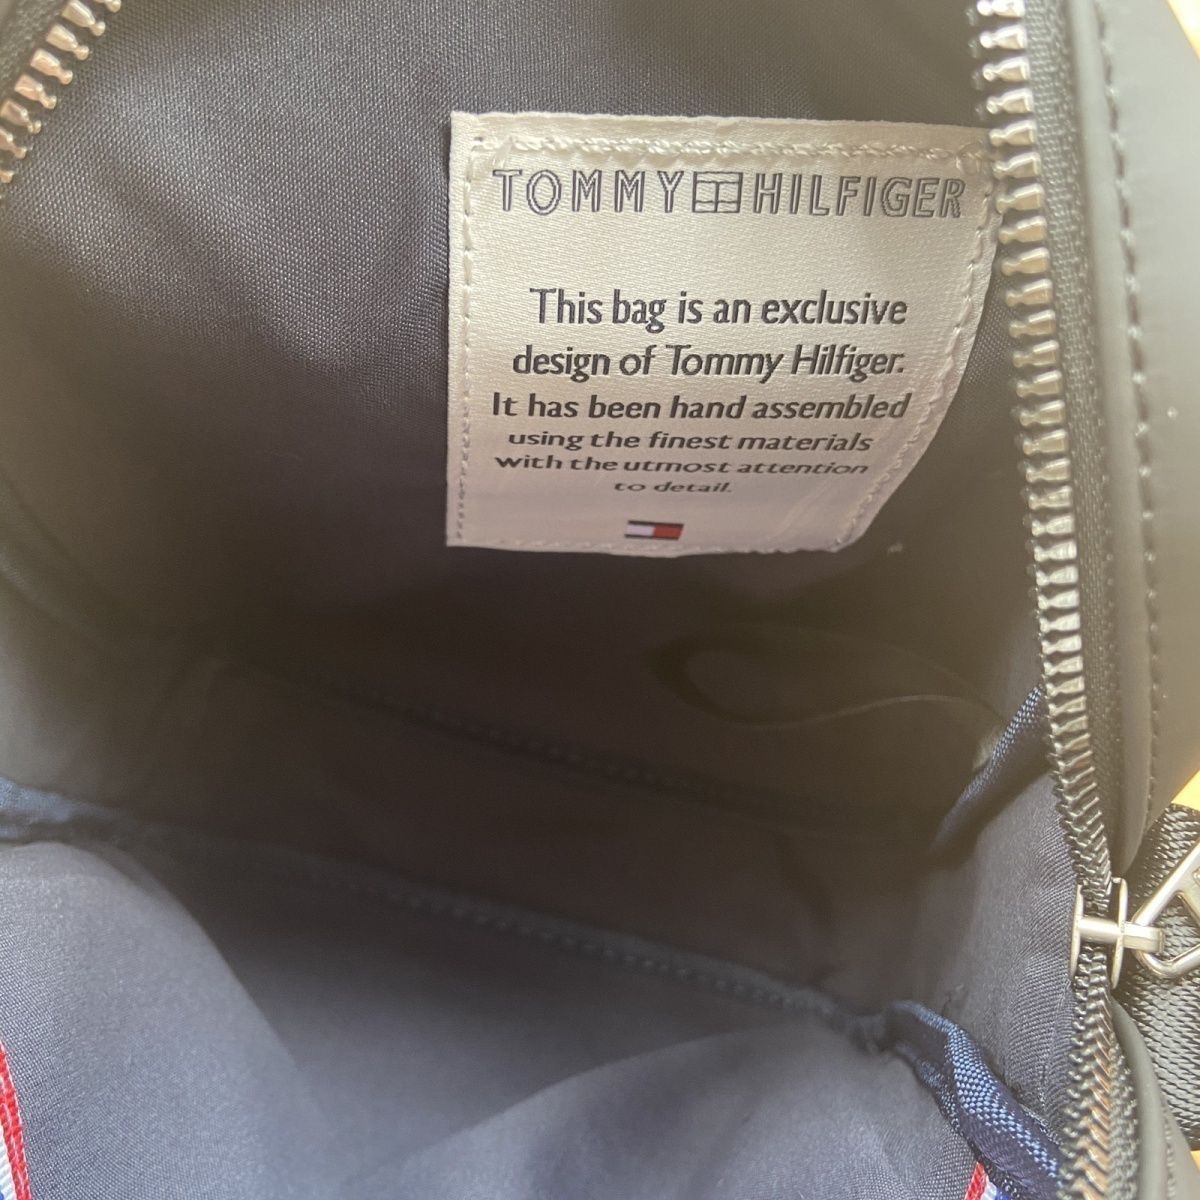 TOMMY HILFIGER
This bag is an exclusive
design of Tommy Hilfiger.
It has been hand assembled
using the finest materials
with the utmost attention
to detail.